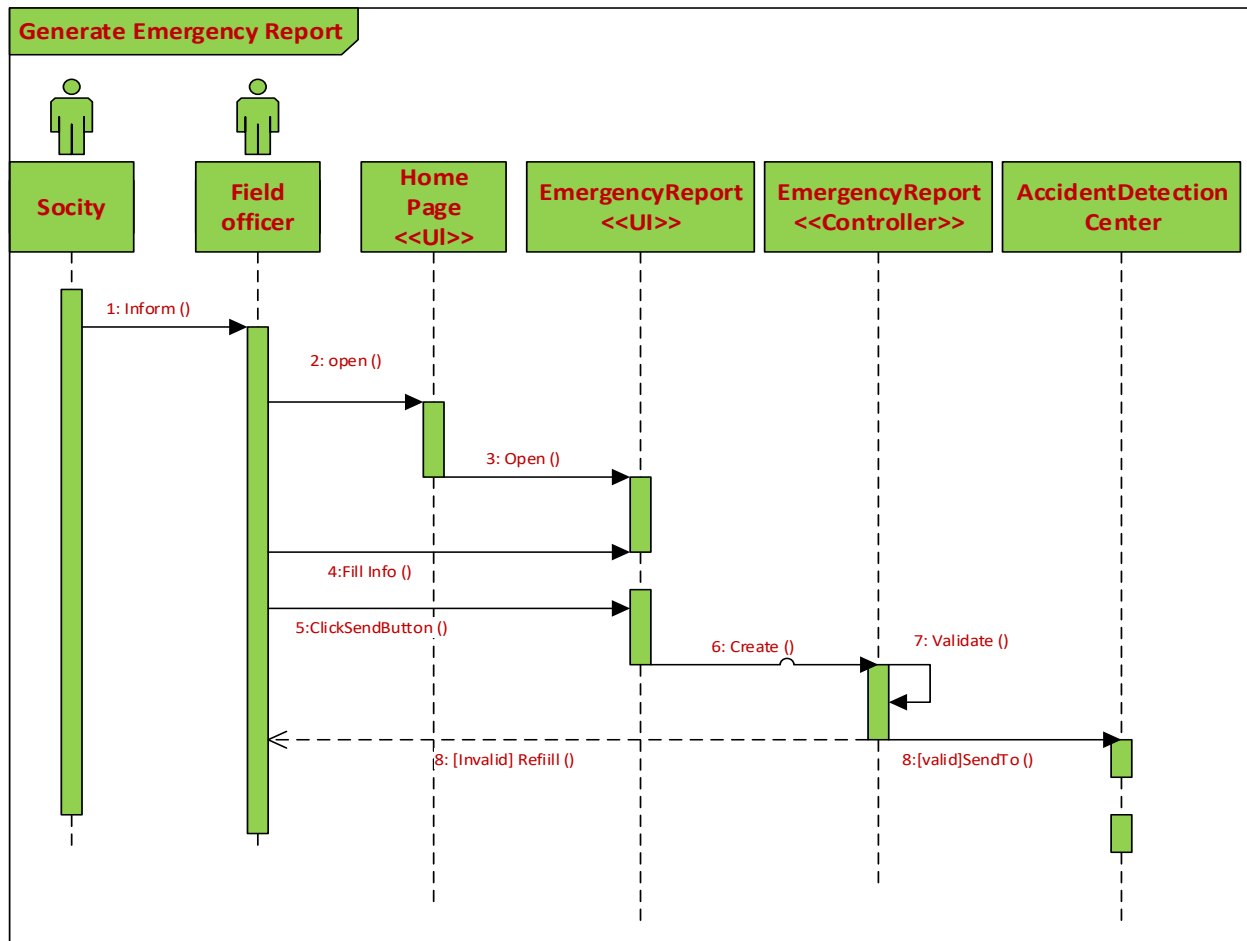 Generate Emergency Report
Socity
Field
officer
Home
Page
<<UI>>
EmergencyReport
<<UI>>
EmergencyReport
<<Controller>>
AccidentDetection
Center
1: Inform ()
2: open ()
3: Open ()
4:Fill Info ()
5:ClickSendButton ()
6: Create ()
7: Validate ()
8: [Invalid] Refiill ()
8:[valid]SendTo ()